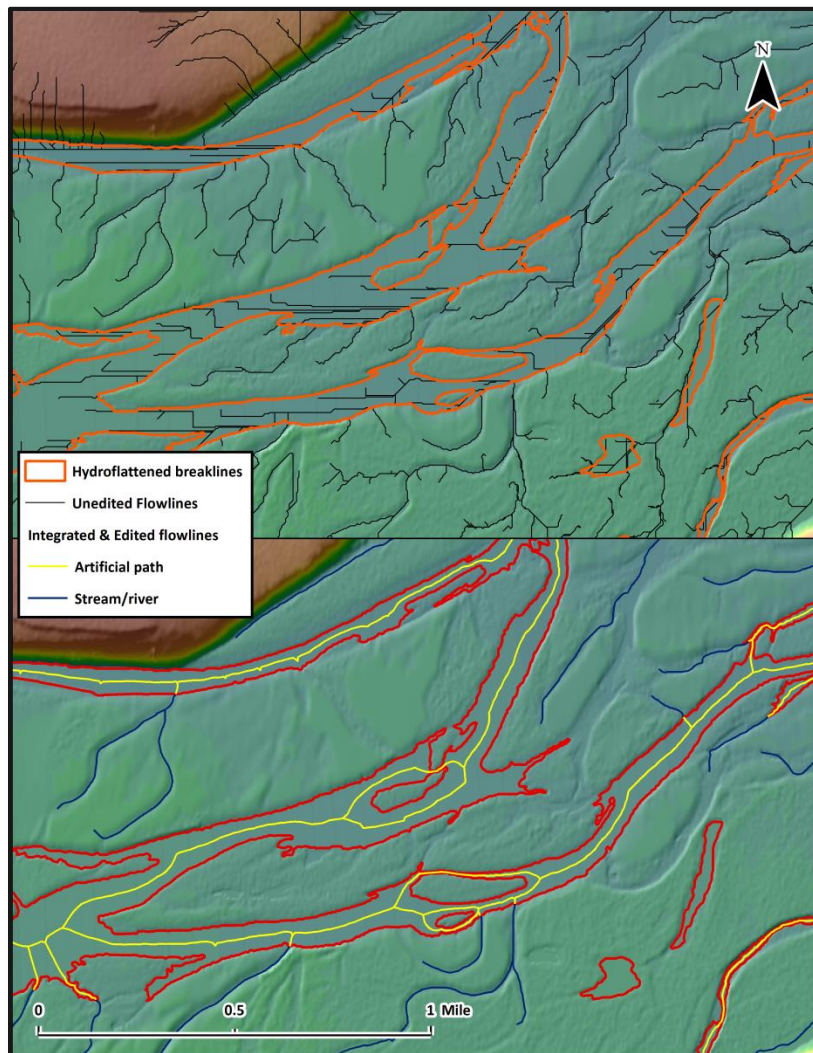 N
Hydroflattened breaklines
Unedited Flowlines
Integrated & Edited flowlines
Artificial path
Stream/river
0 0.5 1 Mile